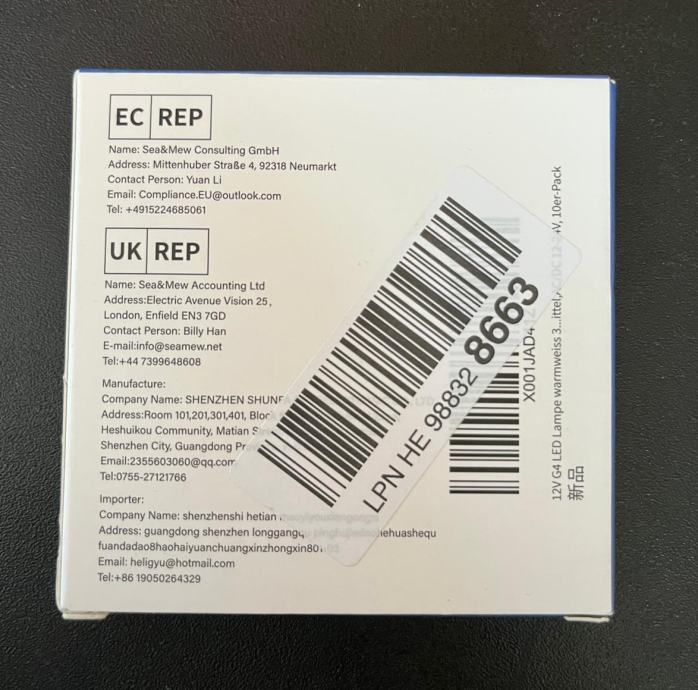 EC REP
Name: Sea&Mew Consulting GmbH
Address: Mittenhuber Straße 4, 92318 Neumarkt
Contact Person: Yuan Li
Email: Compliance.EU@outlook.com
Tel: +4915224685061
UK REP
Name: Sea&Mew Accounting Ltd
Address:Electric Avenue Vision 25,
London, Enfield EN3 7GD
Contact Person: Billy Han
E-mail:info@seamew.net
Tel:+44 7399648608
Manufacture:
Company Name: SHENZHEN
Address:Room 101,201,301,401,
Heshuikou Community, Matian
Shenzhen City, Guangdong
Email:2355603060@qq.com
Tel:0755-27121766
Importer:
Company Name: shenzhenshi hetian
Address: guangdong shenzhen
fuandadao8haohaiyuanchuangxinzhongxin80
Email: heligyu@hotmail.com
Tel:+86 19050264329
LPN HE 98832 8663
X001JAD4
12V G4 LED Lampe warmweiss 3...ittel, 10er-Pack
新品